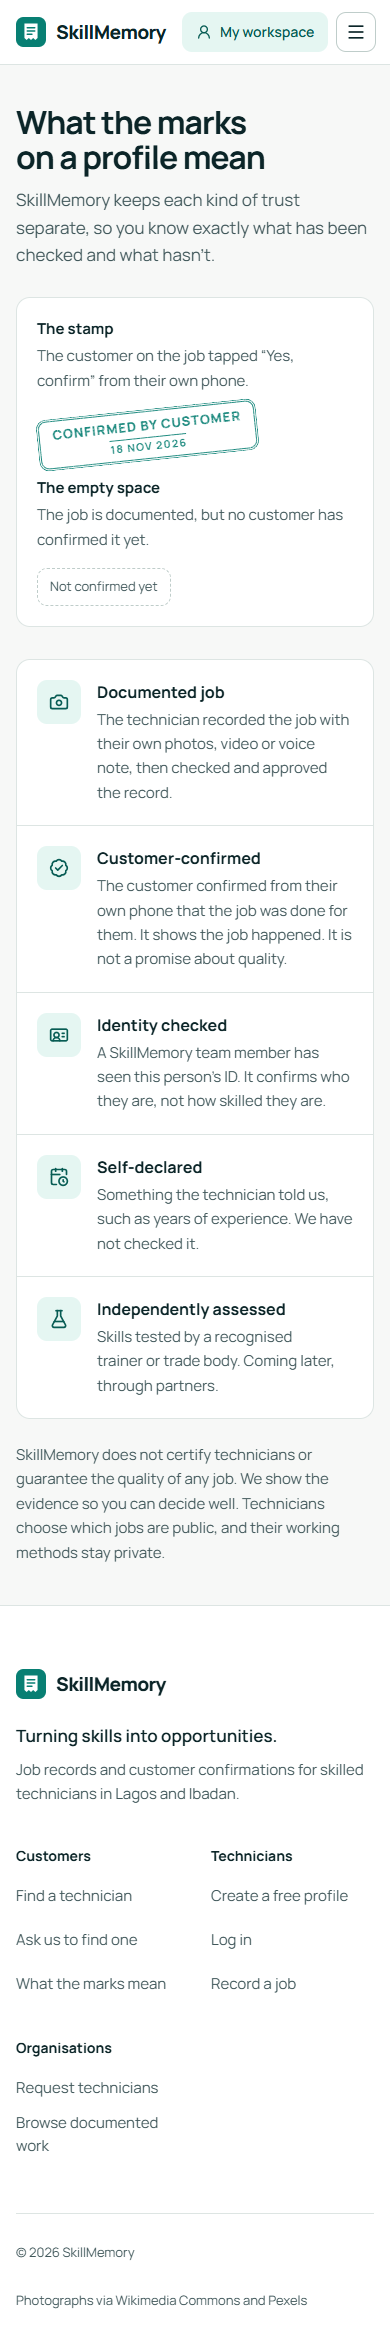 SkillMemory
My workspace
What the marks
on a profile mean
SkillMemory keeps each kind of trust
separate, so you know exactly what has been
checked and what hasn’t.
The stamp
The customer on the job tapped “Yes,
confirm” from their own phone.
CONFIRMED BY CUSTOMER
18 NOV 2026
The empty space
The job is documented, but no customer has
confirmed it yet.
Not confirmed yet
Documented job
The technician recorded the job with
their own photos, video or voice
note, then checked and approved
the record.
Customer-confirmed
The customer confirmed from their
own phone that the job was done for
them. It shows the job happened. It is
not a promise about quality.
Identity checked
A SkillMemory team member has
seen this person’s ID. It confirms who
they are, not how skilled they are.
Self-declared
Something the technician told us,
such as years of experience. We have
not checked it.
Independently assessed
Skills tested by a recognised
trainer or trade body. Coming later,
through partners.
SkillMemory does not certify technicians or
guarantee the quality of any job. We show the
evidence so you can decide well. Technicians
choose which jobs are public, and their working
methods stay private.
SkillMemory
Turning skills into opportunities.
Job records and customer confirmations for skilled
technicians in Lagos and Ibadan.
Customers
Find a technician
Ask us to find one
What the marks mean
Technicians
Create a free profile
Log in
Record a job
Organisations
Request technicians
Browse documented
work
© 2026 SkillMemory
Photographs via Wikimedia Commons and Pexels